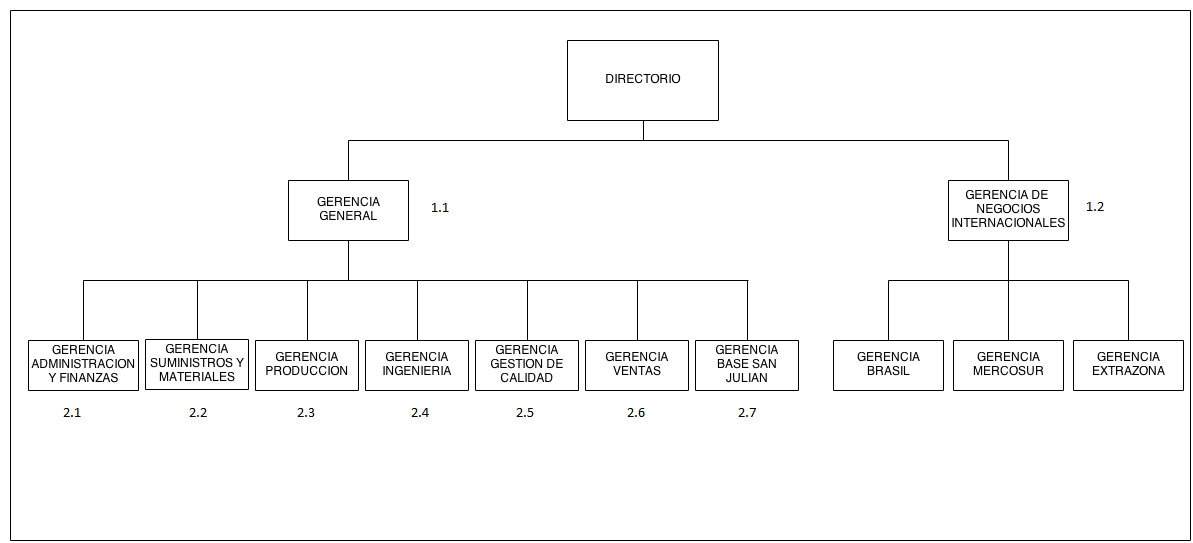 DIRECTORIO
GERENCIA
GENERAL
1.1
GERENCIA DE
NEGOCIOS
INTERNACIONALES
1.2
GERENCIA
ADMINISTRACION
Y FINANZAS
GERENCIA
SUMINISTROS Y
MATERIALES
GERENCIA
PRODUCCION
GERENCIA
INGENIERIA
GERENCIA
GESTION DE
CALIDAD
GERENCIA
VENTAS
GERENCIA
BASE SAN
JULIAN
GERENCIA
BRASIL
GERENCIA
MERCOSUR
GERENCIA
EXTRAZONA
2.1
2.2
2.3
2.4
2.5
2.6
2.7